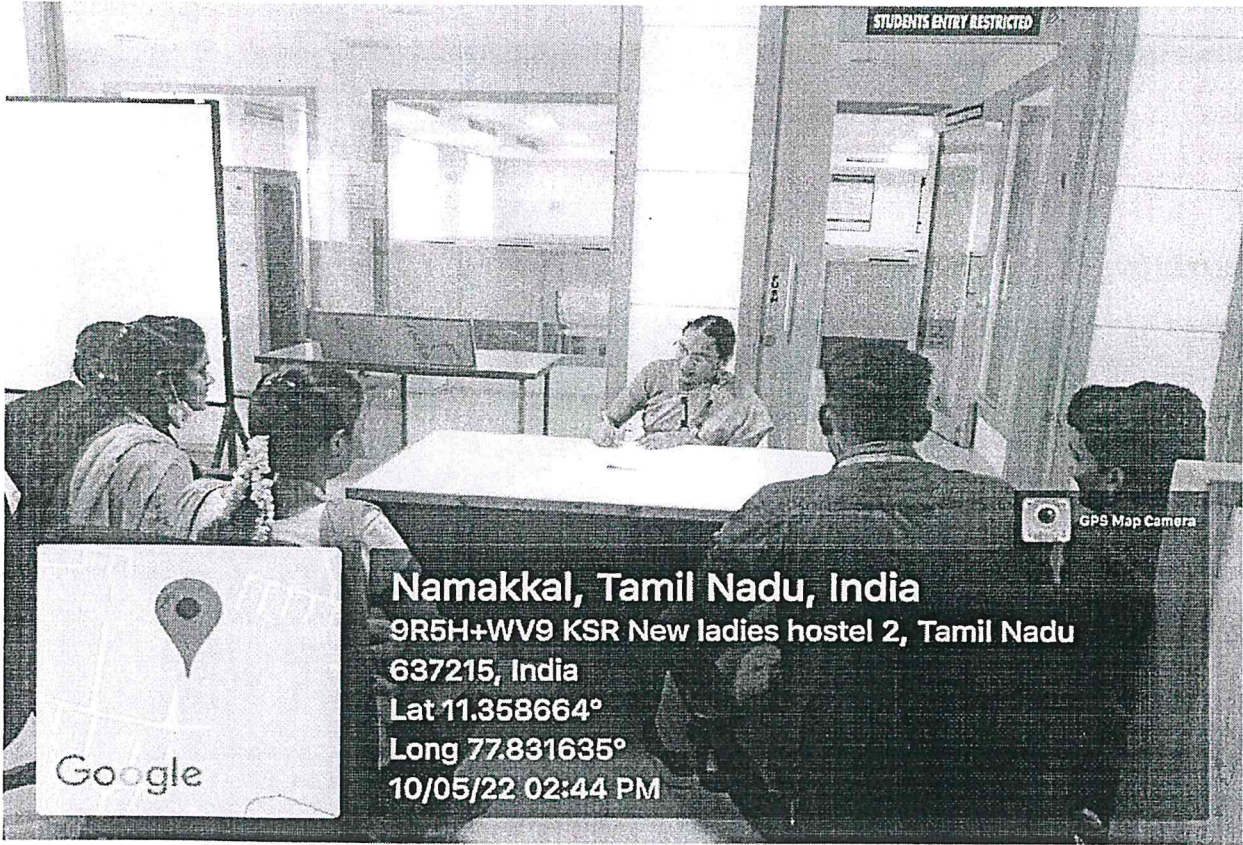 STUDENTS ENTRY RESTRICTED
GPS Map Camera
Namakkal, Tamil Nadu, India
9R5H+WV9 KSR New ladies hostel 2, Tamil Nadu
637215, India
Lat 11.358664°
Long 77.831635°
10/05/22 02:44 PM
Google